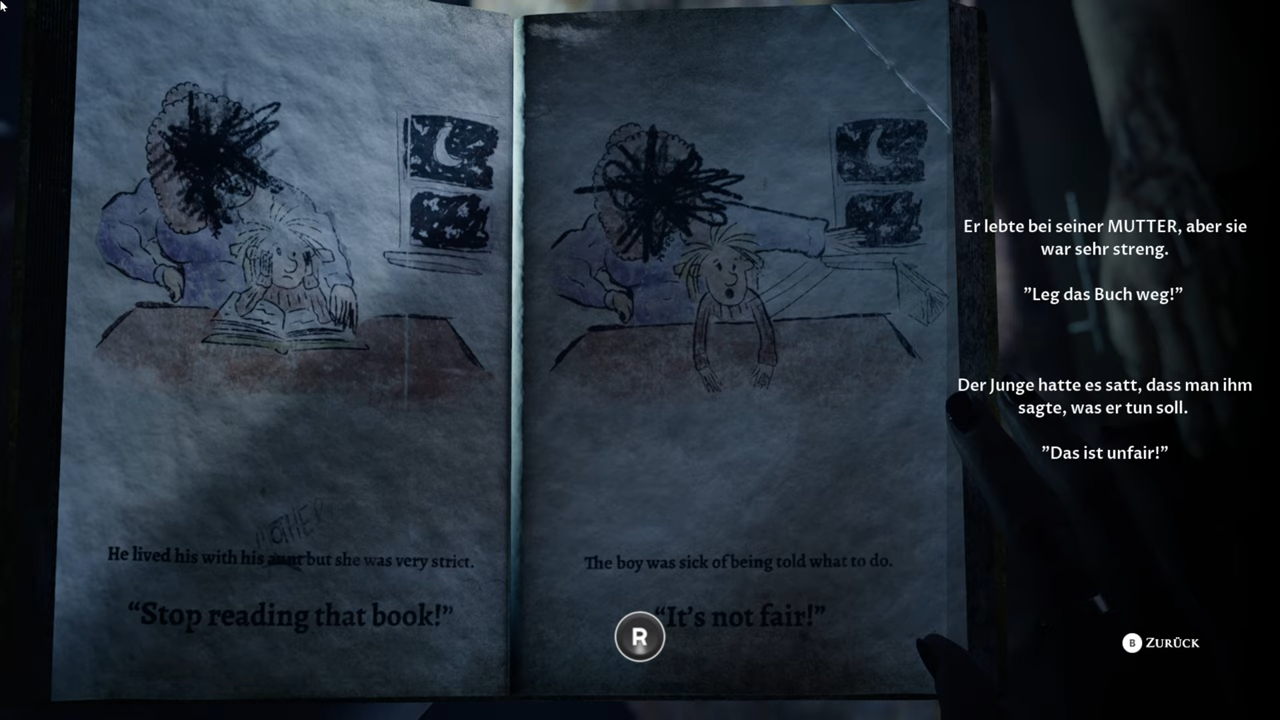 MOTHER
He lived his with his aunt but she was very strict.
“Stop reading that book!”
The boy was sick of being told what to do.
“It’s not fair!”
R
Er lebte bei seiner MUTTER, aber sie
war sehr streng.
”Leg das Buch weg!”
Der Junge hatte es satt, dass man ihm
sagte, was er tun soll.
”Das ist unfair!”
B ZURÜCK